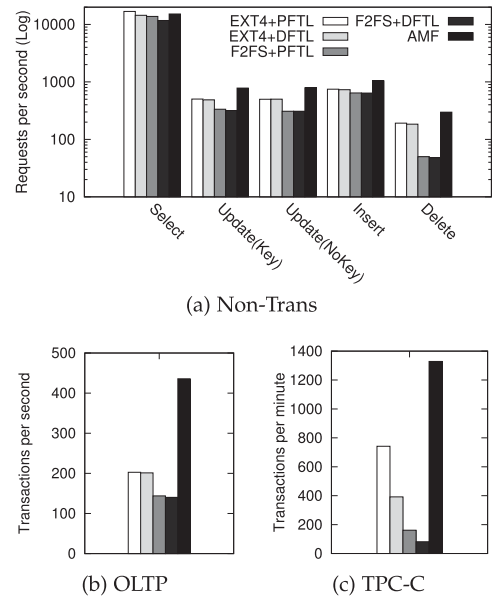 Requests per second (Log)
10000
1000
100
10
EXT4+PFTL
EXT4+DFTL
F2FS+PFTL
F2FS+DFTL
AMF
Select
Update(Key)
Update(NoKey)
Insert
Delete
(a) Non-Trans
Transactions per second
500
400
300
200
100
0
(b) OLTP
Transactions per minute
1400
1200
1000
800
600
400
200
0
(c) TPC-C